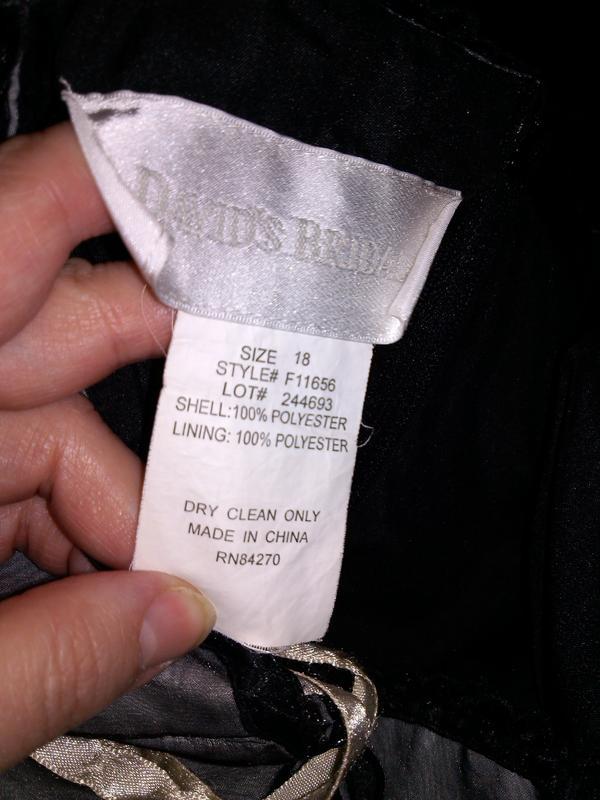 DAVID'S BRIDAL
SIZE 18
STYLE# F11656
LOT# 244693
SHELL:100% POLYESTER
LINING: 100% POLYESTER
DRY CLEAN ONLY
MADE IN CHINA
RN84270